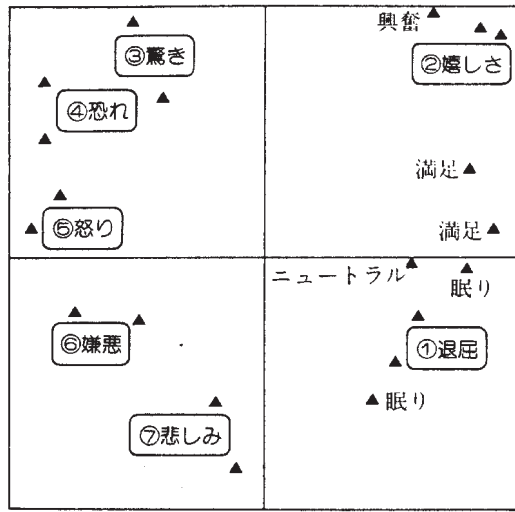 興奮
③驚き
②嬉しさ
④恐れ
満足
⑤怒り
満足
ニュートラル
眠り
⑥嫌悪
①退屈
眠り
⑦悲しみ